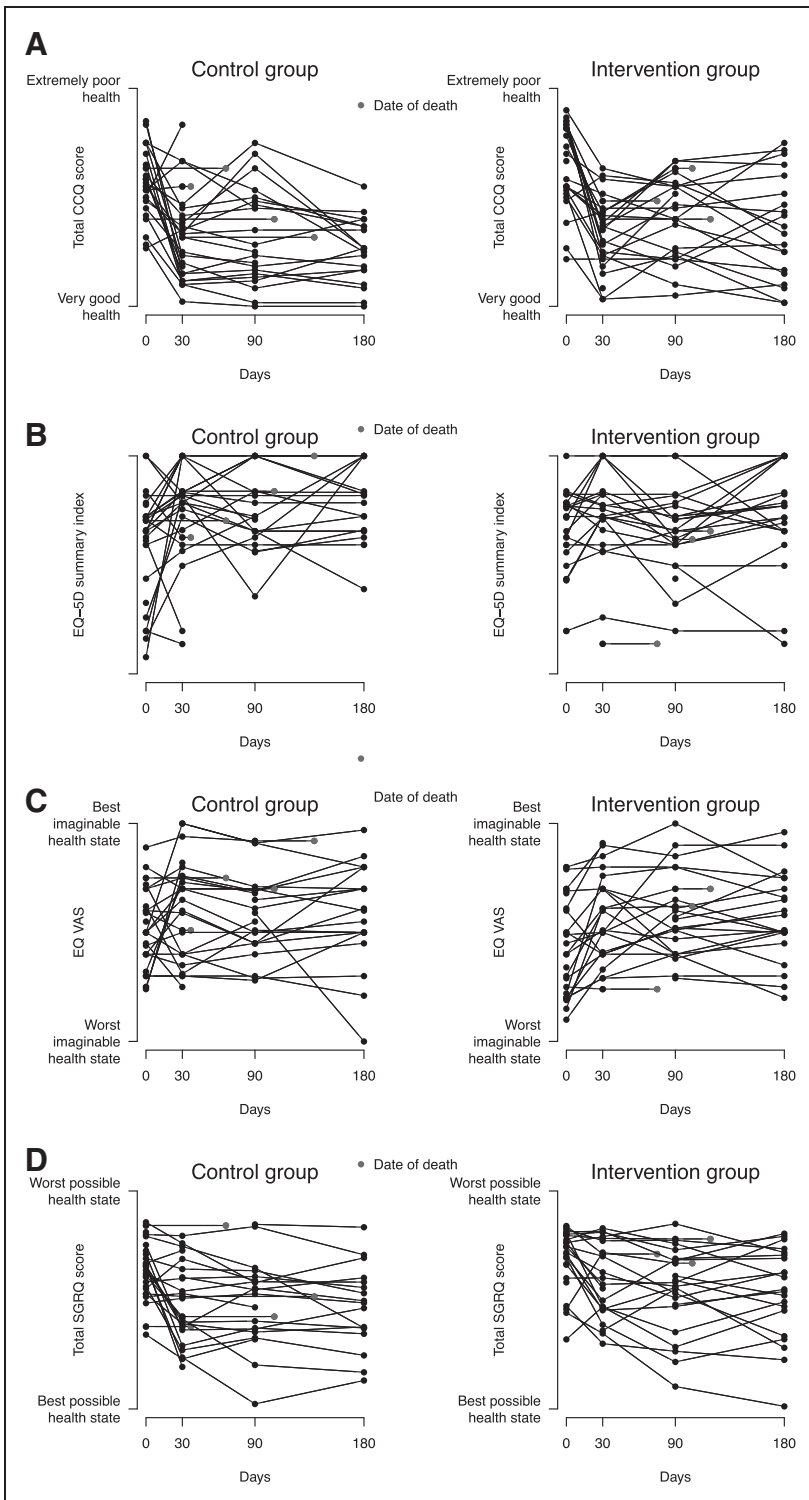 A
Control group
Intervention group
Extremely poor
health
Date of death
Extremely poor
health
Total CCQ score
Total CCQ score
Very good
health
Very good
health
0 30 90 180
0 30 90 180
Days
Days
B
Control group
Date of death
Intervention group
EQ–5D summary index
EQ–5D summary index
0 30 90 180
0 30 90 180
Days
Days
C
Control group
Date of death
Intervention group
Best
imaginable
health state
Best
imaginable
health state
EQ VAS
EQ VAS
Worst
imaginable
health state
Worst
imaginable
health state
0 30 90 180
0 30 90 180
Days
Days
D
Control group
Date of death
Intervention group
Worst possible
health state
Worst possible
health state
Total SGRQ score
Total SGRQ score
Best possible
health state
Best possible
health state
0 30 90 180
0 30 90 180
Days
Days